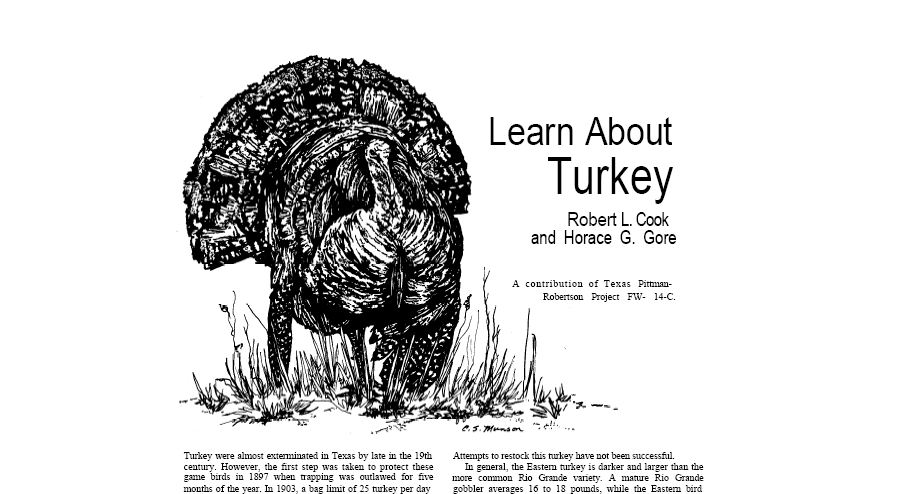 Learn About
Turkey
Robert L. Cook
and Horace G. Gore
A contribution of Texas Pittman-
Robertson Project FW- 14-C.
C. S. Munson
Turkey were almost exterminated in Texas by late in the 19th
century. However, the first step was taken to protect these
game birds in 1897 when trapping was outlawed for five
months of the year. In 1903, a bag limit of 25 turkey per day
Attempts to restock this turkey have not been successful.
In general, the Eastern turkey is darker and larger than the
more common Rio Grande variety. A mature Rio Grande
gobbler averages 16 to 18 pounds, while the Eastern bird